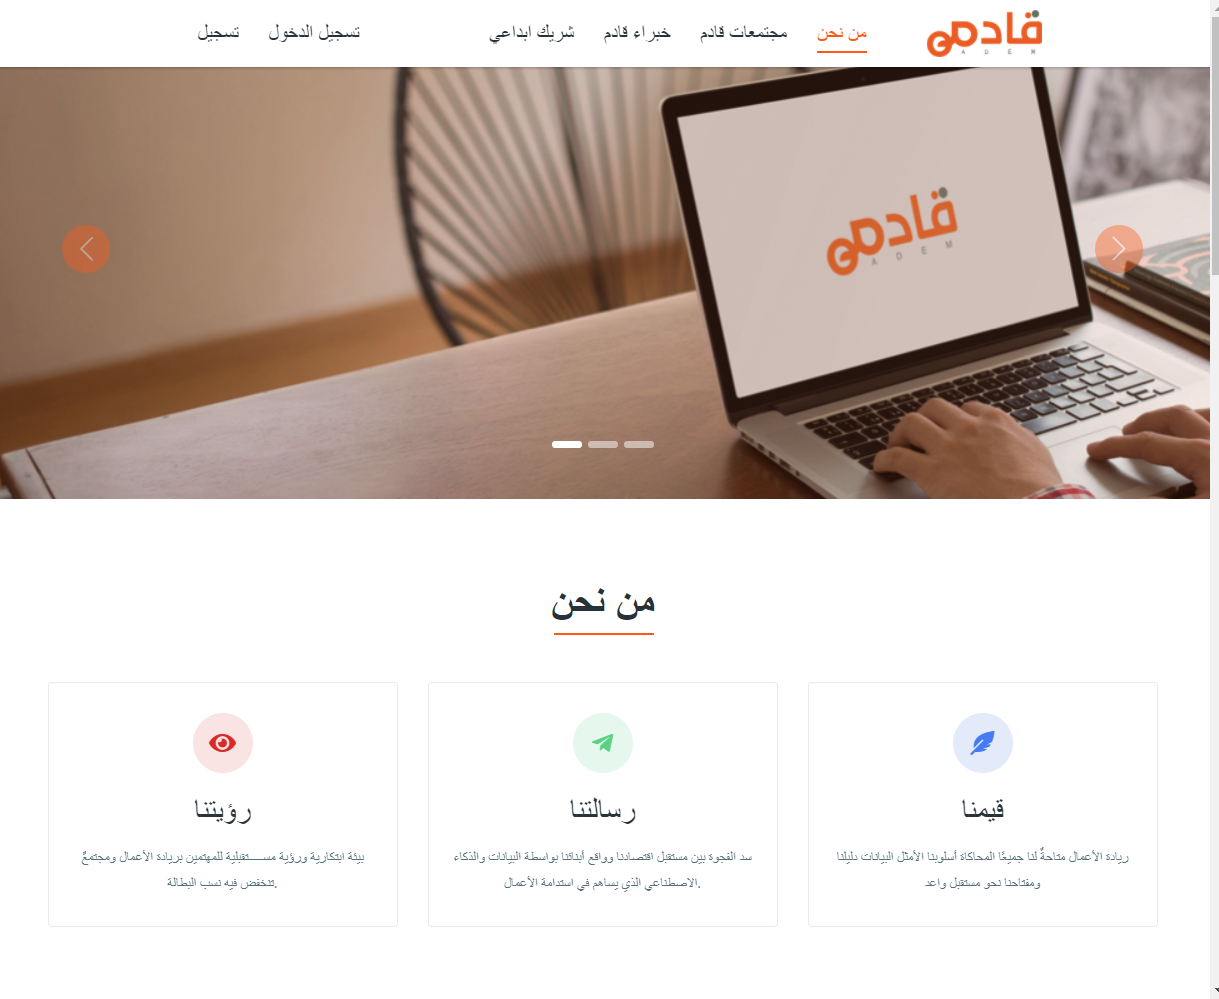 قادم
ADEM
من نحن
مجتمعات قادم
خبراء قادم
شريك ابداعي
تسجيل الدخول
تسجيل
قادم
ADEM
من نحن
قيمنا
ريادة الأعمال متاحةٌ لنا جميعًا المحاكاة أسلوبنا الأمثل البيانات دليلنا
ومفتاحنا نحو مستقبل واعد
رسالتنا
سد الفجوة بين مستقبل اقتصادنا وواقع أبنائنا بواسطة البيانات والذكاء
الاصطناعي الذي يساهم في استدامة الأعمال.
رؤيتنا
بيئة ابتكارية ورؤية مســـتقبلية للمهتمين بريادة الأعمال ومجتمعٌ
تنخفض فيه نسب البطالة.